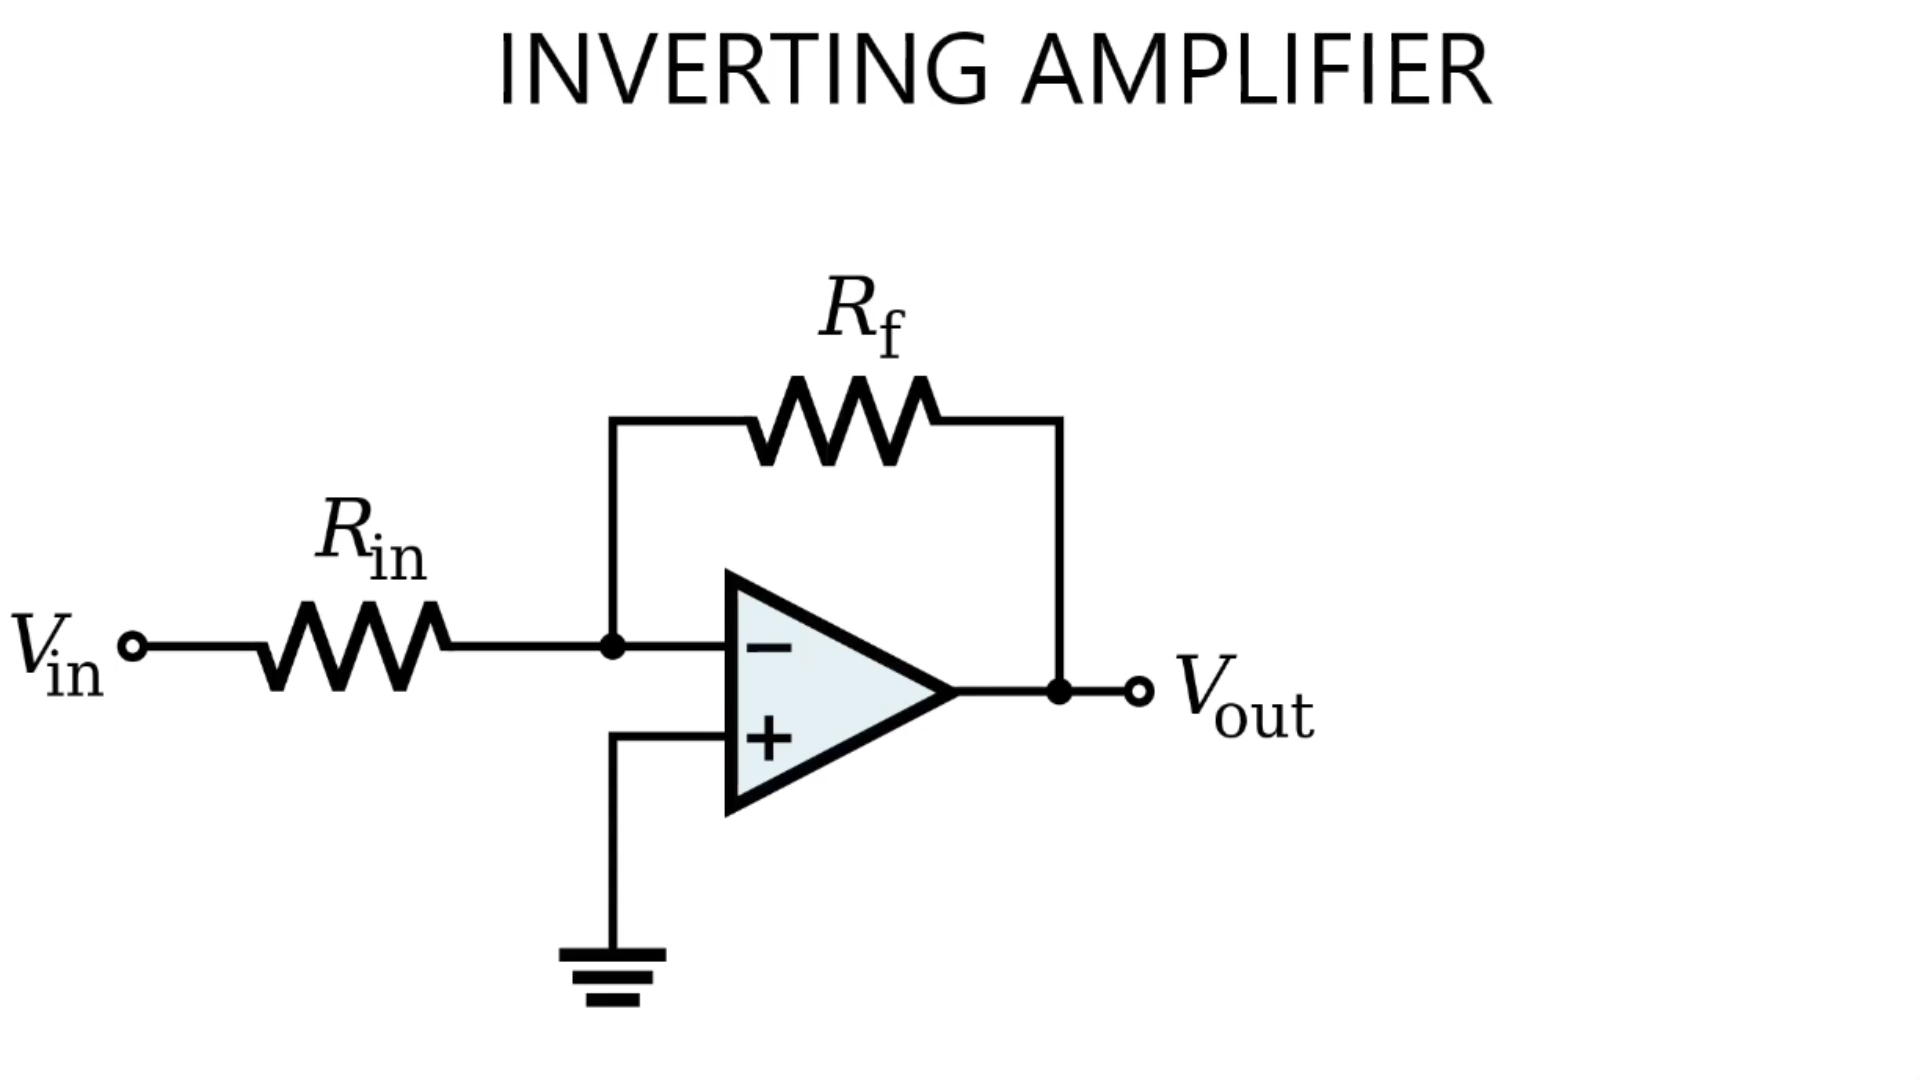 INVERTING AMPLIFIER
Rf
Rin
Vin
−
+
Vout